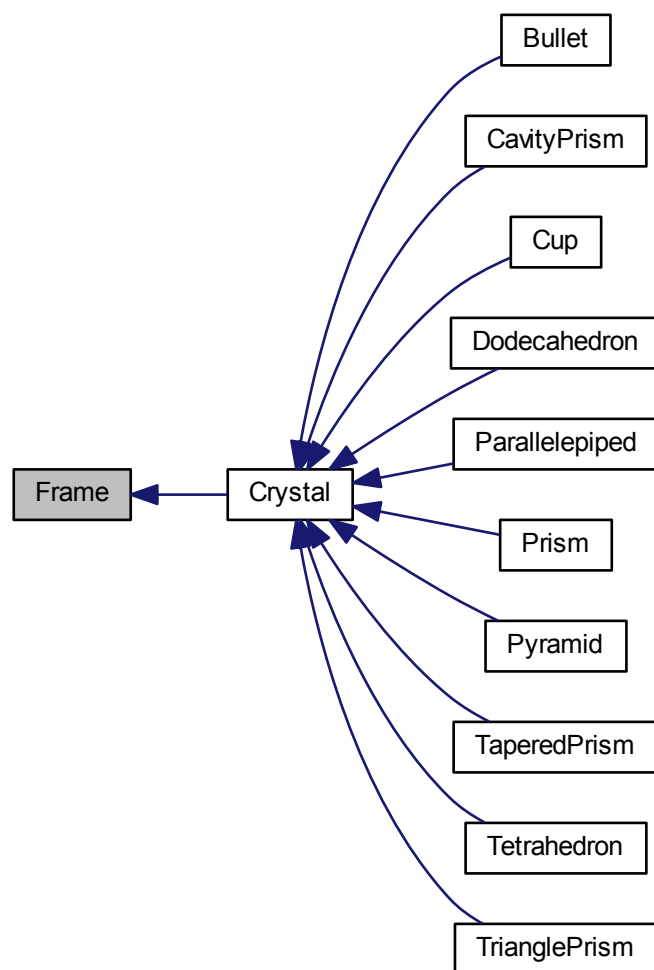 Bullet
CavityPrism
Cup
Dodecahedron
Parallelepiped
Frame
Crystal
Prism
Pyramid
TaperedPrism
Tetrahedron
TrianglePrism